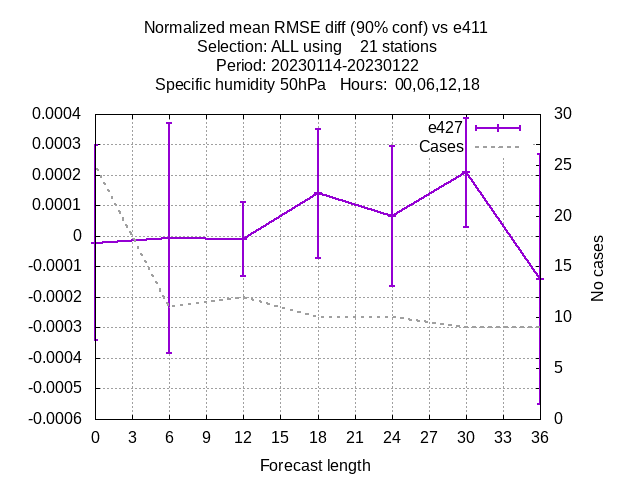 Normalized mean RMSE diff (90% conf) vs e411
Selection: ALL using    21 stations
Period: 20230114-20230122
Specific humidity 50hPa   Hours:  00,06,12,18
e427
Cases
0.0004
0.0003
0.0002
0.0001
0
-0.0001
-0.0002
-0.0003
-0.0004
-0.0005
-0.0006
30
25
20
15
10
5
0
No cases
0 3 6 9 12 15 18 21 24 27 30 33 36
Forecast length